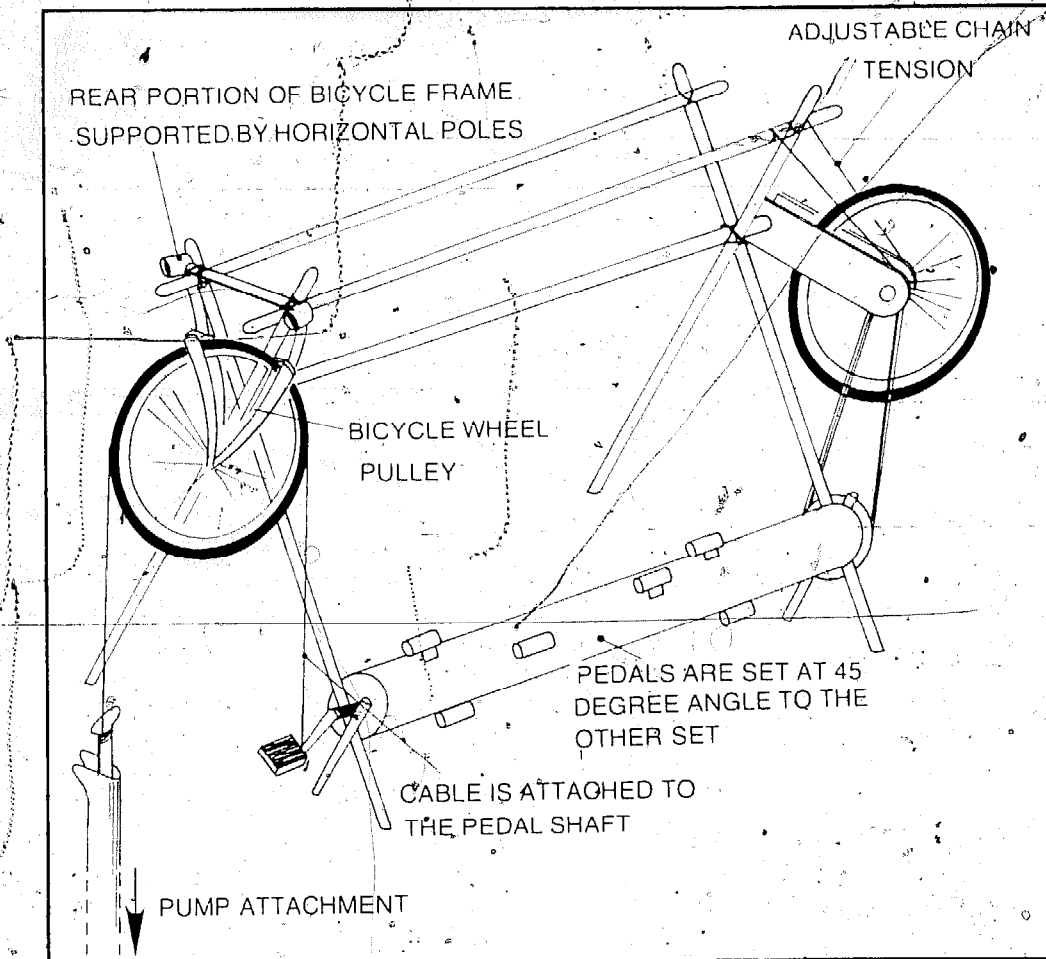 ADJUSTABLE CHAIN
TENSION
REAR PORTION OF BICYCLE FRAME
SUPPORTED BY HORIZONTAL POLES
BICYCLE WHEEL
PULLEY
PEDALS ARE SET AT 45
DEGREE ANGLE TO THE
OTHER SET
CABLE IS ATTACHED TO
THE PEDAL SHAFT
PUMP ATTACHMENT